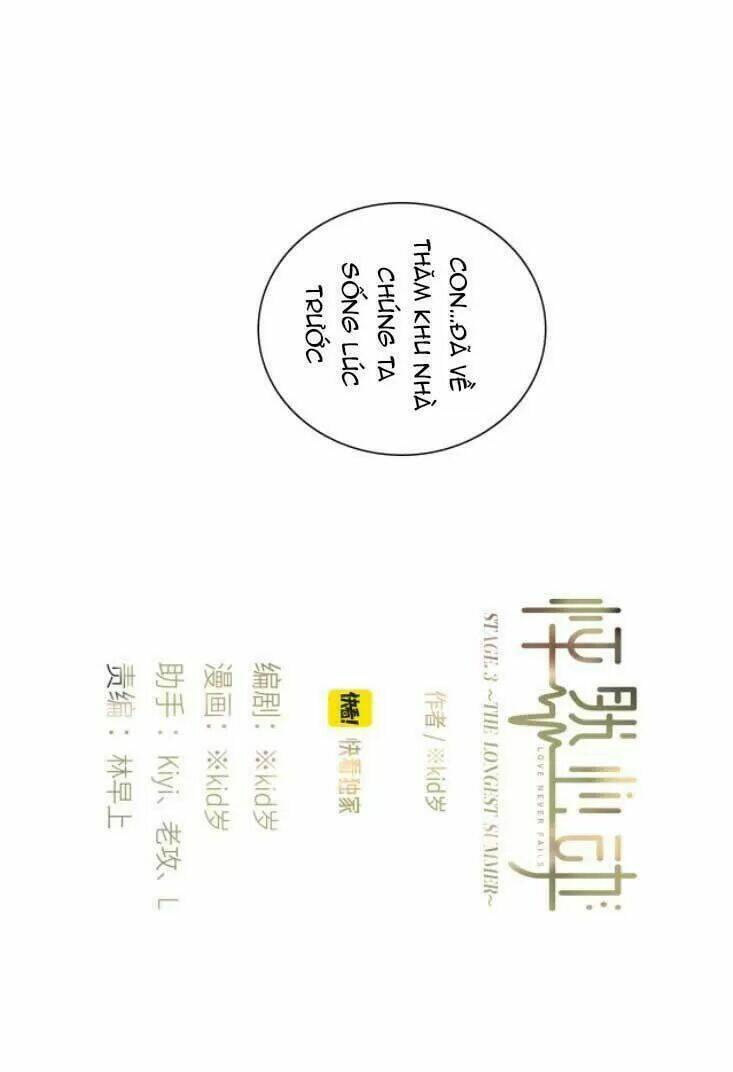 CON...ĐÃ VỀ
THĂM KHU NHÀ
CHÚNG TA
SỐNG LÚC
TRƯỚC
怦然心动
LOVE NEVER FAILS
STAGE.3 ~THE LONGEST SUMMER~
作者/※kid岁
快看!
快看独家
编剧：※kid岁
漫画：※kid岁
助手：Kiyi、老攻、L
责编：林早上